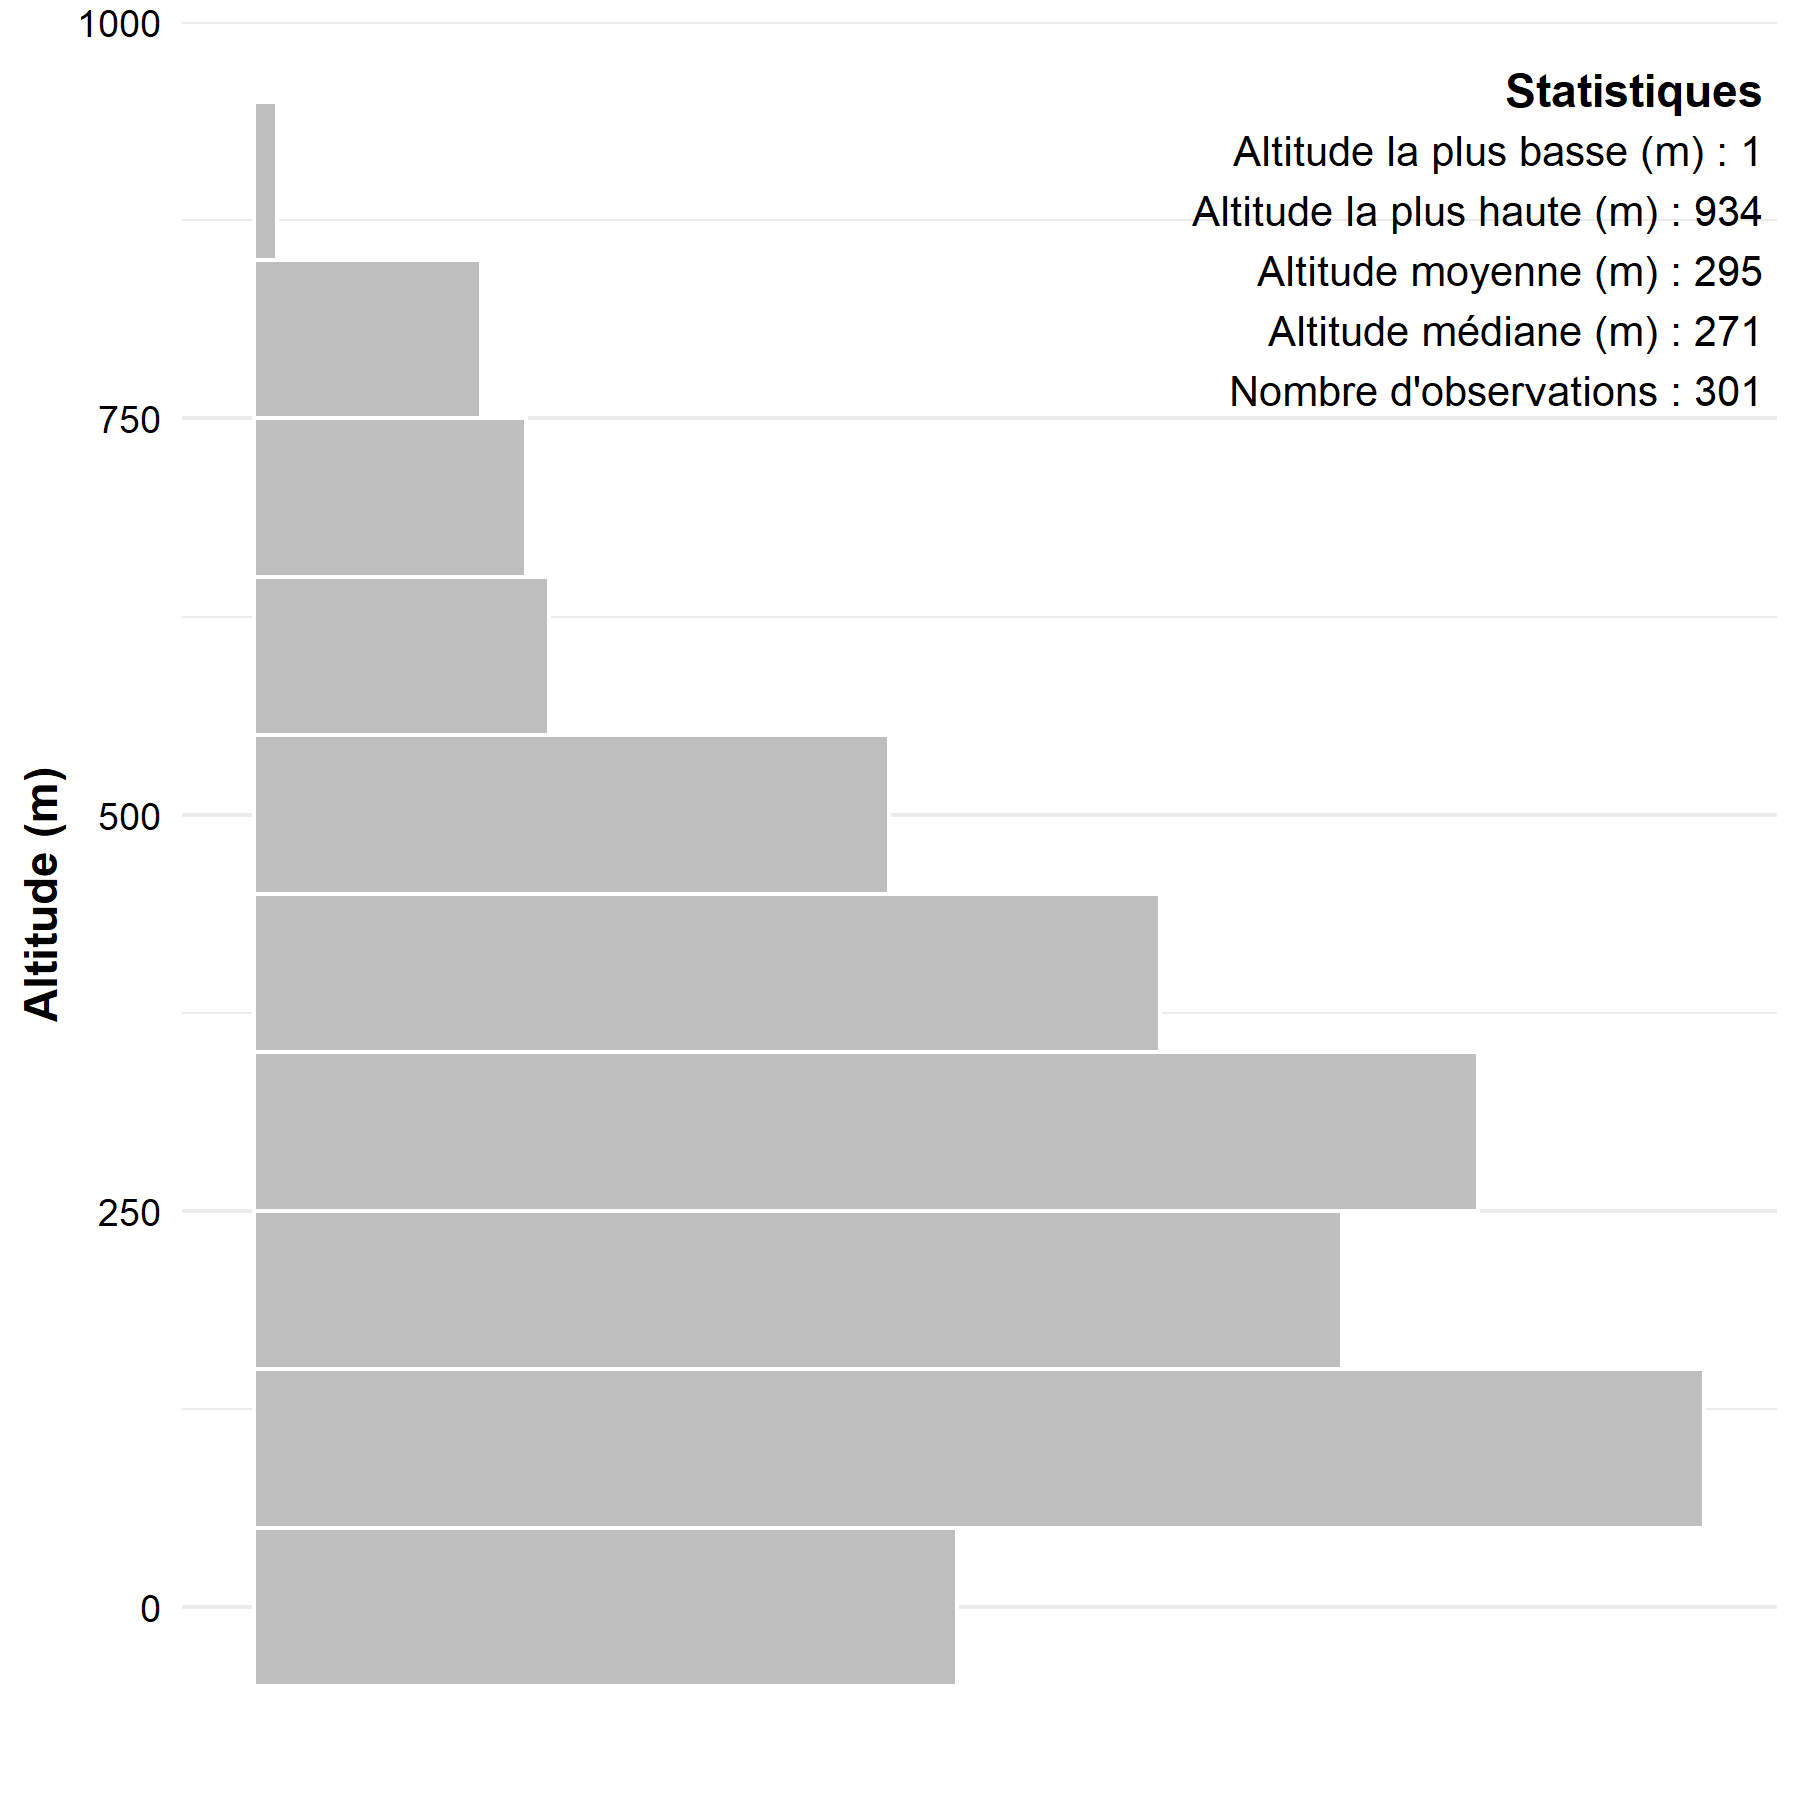 1000
Statistiques
Altitude la plus basse (m) : 1
Altitude la plus haute (m) : 934
Altitude moyenne (m) : 295
Altitude médiane (m) : 271
Nombre d'observations : 301
750
500
Altitude (m)
250
0